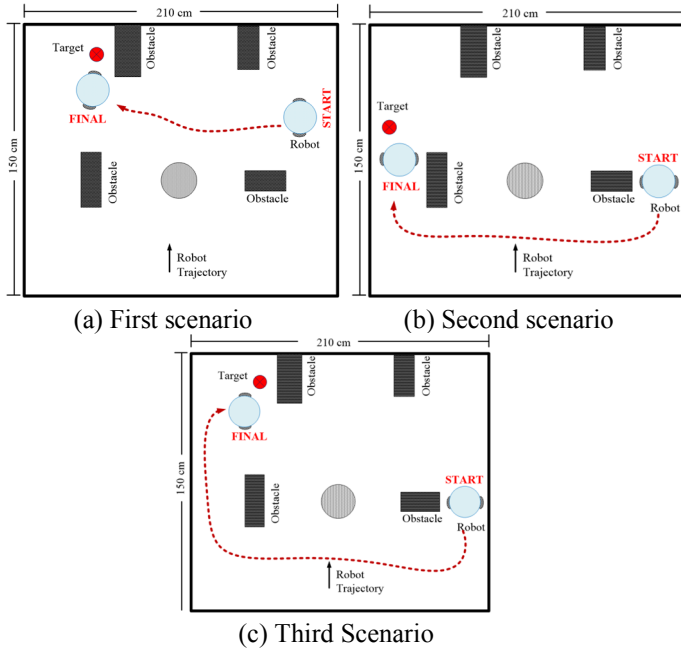 210 cm
150 cm
Target
Obstacle
Obstacle
FINAL
START
Robot
Obstacle
Obstacle
Robot
Trajectory
(a) First scenario
210 cm
150 cm
Obstacle
Obstacle
Target
FINAL
Obstacle
START
Obstacle
Robot
Robot
Trajectory
(b) Second scenario
210 cm
150 cm
Target
Obstacle
Obstacle
FINAL
Obstacle
START
Obstacle
Robot
Robot
Trajectory
(c) Third Scenario